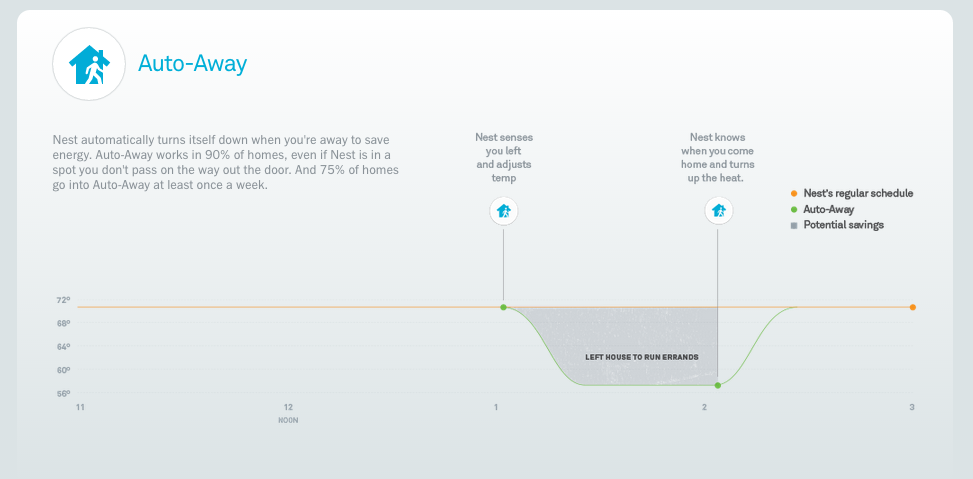 Auto-Away
Nest automatically turns itself down when you're away to save
energy. Auto-Away works in 90% of homes, even if Nest is in a
spot you don't pass on the way out the door. And 75% of homes
go into Auto-Away at least once a week.
Nest senses
you left
and adjusts
temp
Nest knows
when you come
home and turns
up the heat.
Nest's regular schedule
Auto-Away
Potential savings
72º
68º
64º
60º
56º
LEFT HOUSE TO RUN ERRANDS
11
12
1
2
3
NOON